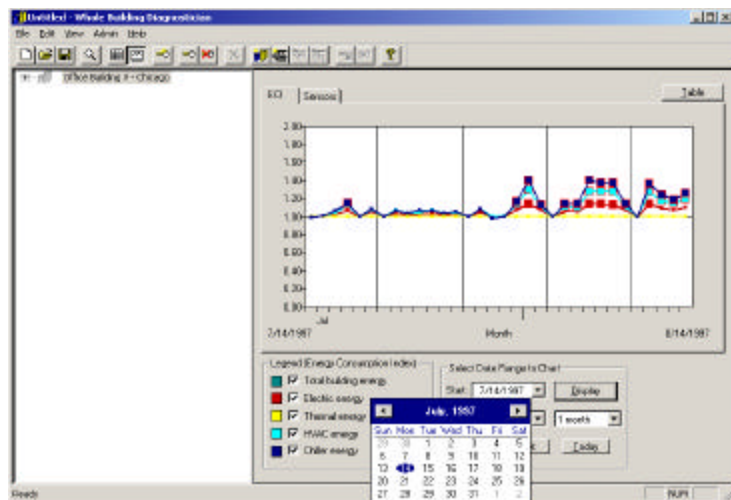 Untitled - Whole Building Diagnostician
File Edit View Admin Help
Office Building # - Chicago
ECI Sensors Table
2.00
1.80
1.60
1.40
1.20
1.00
0.80
0.60
0.40
0.20
0.00
Jul
7/14/1997 Month 8/14/1997
Legend (Energy Consumption Index)
Total building energy
Electric energy
Thermal energy
HVAC energy
Chiller energy
Select Date Range to Chart
Start: 7/14/1997 Display
1 month
Today
July, 1997
Sun Mon Tue Wed Thu Fri Sat
29 30 1 2 3 4 5
6 7 8 9 10 11 12
13 14 15 16 17 18 19
20 21 22 23 24 25 26
27 28 29 30 31 1 2
Ready NUM